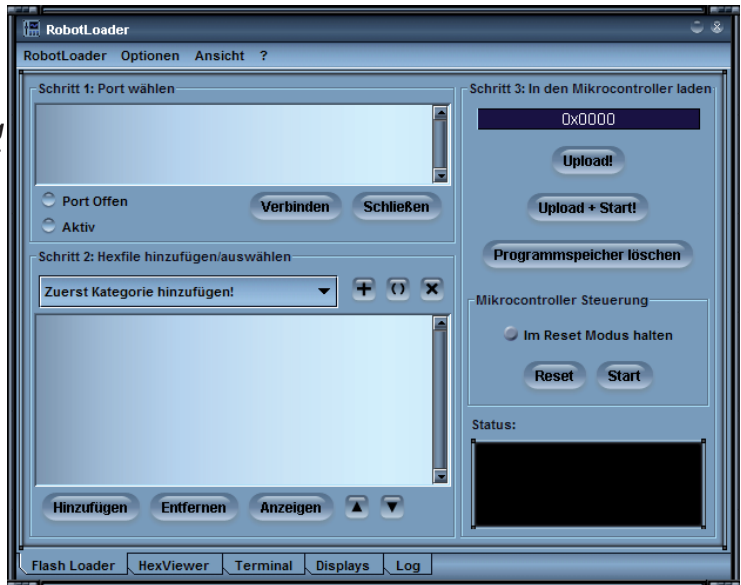 RobotLoader
RobotLoader Optionen Ansicht ?
Schritt 1: Port wählen
Port Offen
Aktiv
Verbinden Schließen
Schritt 2: Hexfile hinzufügen/auswählen
Zuerst Kategorie hinzufügen!
Hinzufügen Entfernen Anzeigen
Schritt 3: In den Mikrocontroller laden
0x0000
Upload!
Upload + Start!
Programmspeicher löschen
Mikrocontroller Steuerung
Im Reset Modus halten
Reset Start
Status:
Flash Loader HexViewer Terminal Displays Log